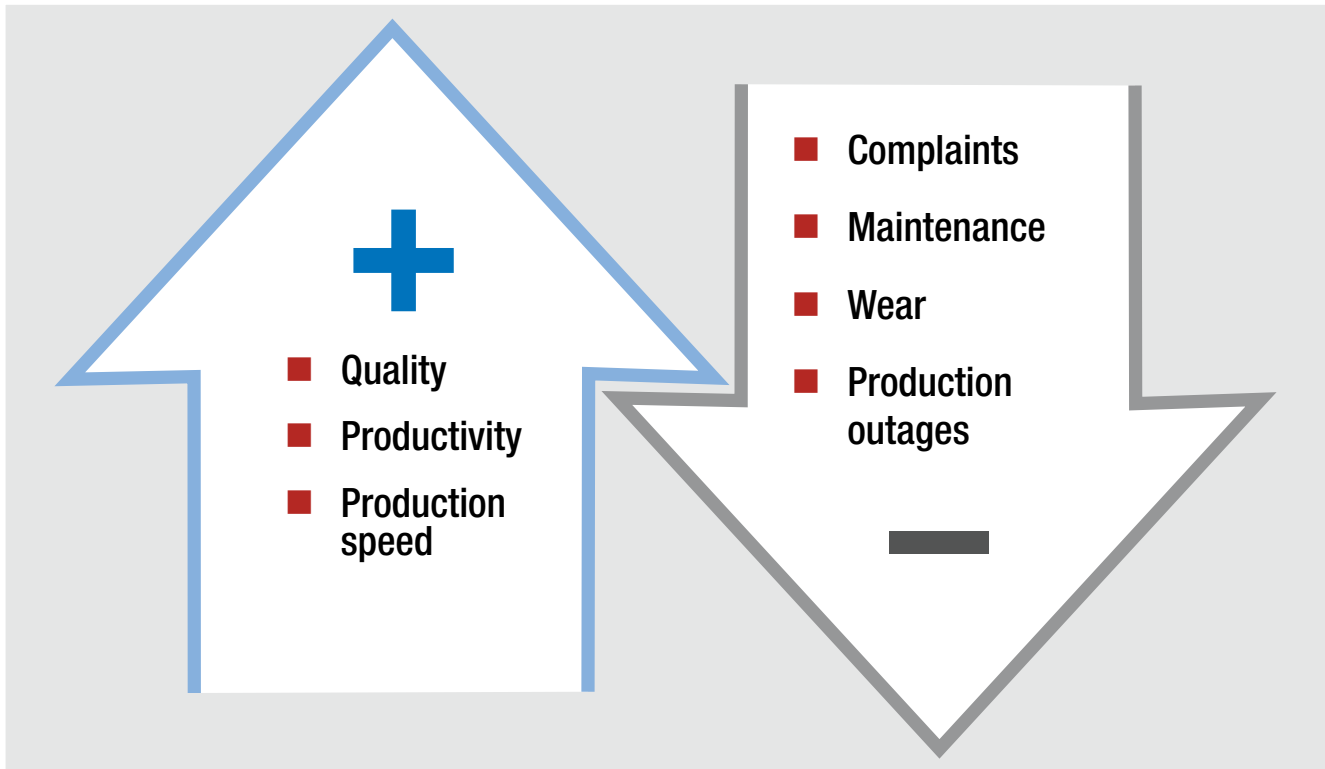 Quality
Productivity
Production
speed
Complaints
Maintenance
Wear
Production
outages